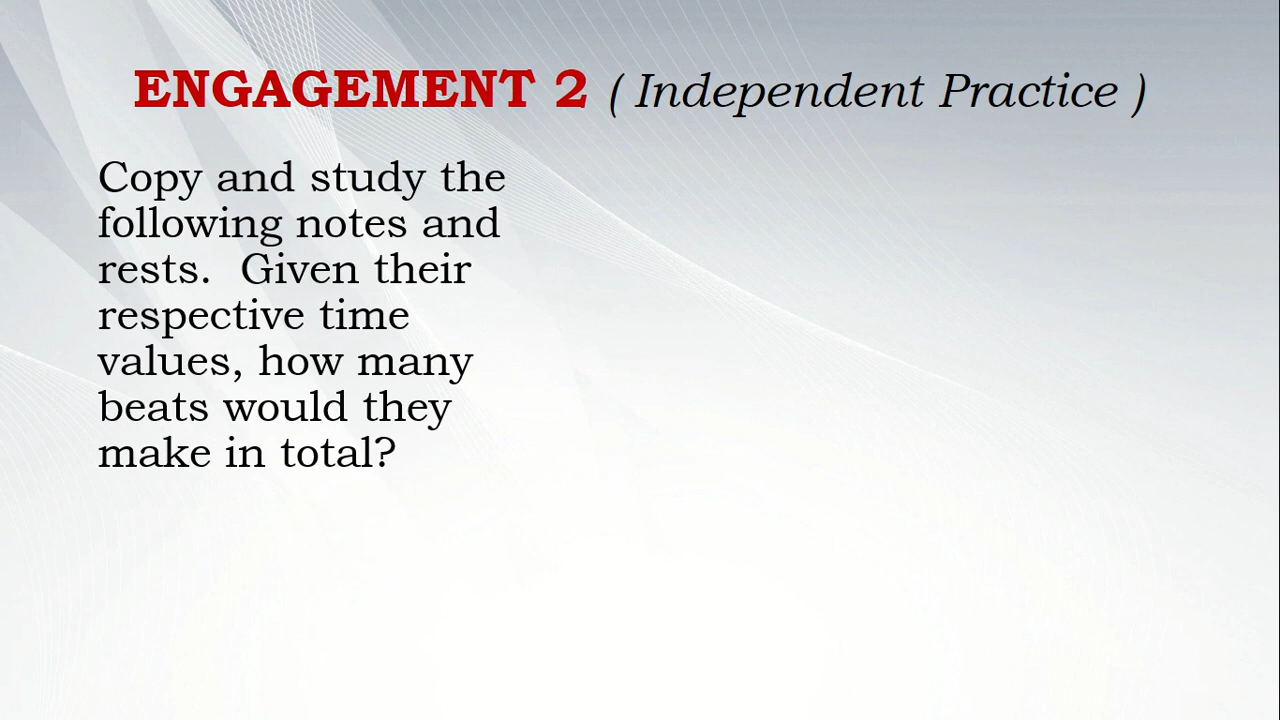 ENGAGEMENT 2 ( Independent Practice )
Copy and study the
following notes and
rests.  Given their
respective time
values, how many
beats would they
make in total?